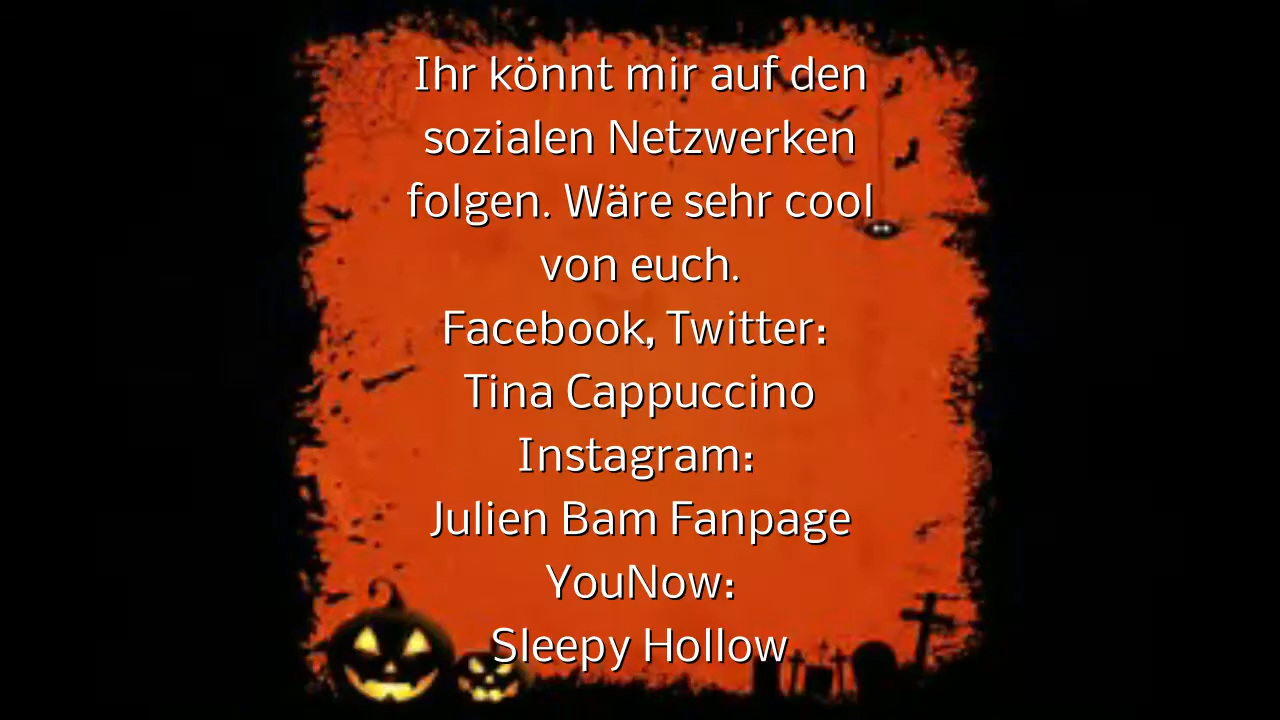 Ihr könnt mir auf den
sozialen Netzwerken
folgen. Wäre sehr cool
von euch.
Facebook, Twitter:
Tina Cappuccino
Instagram:
Julien Bam Fanpage
YouNow:
Sleepy Hollow